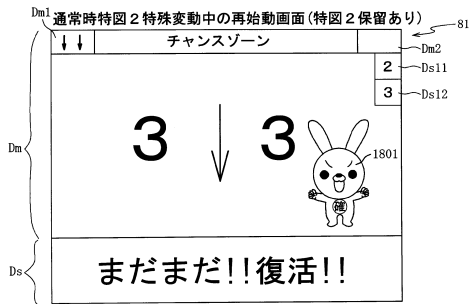 通常時特図2特殊変動中の再始動画面(特図2保留あり)
Dm1
81
↓↓ チャンスゾーン
Dm2
2 Ds11
3 Ds12
Dm
3 ↓ 3
1801
確
Ds
まだまだ!!復活!!